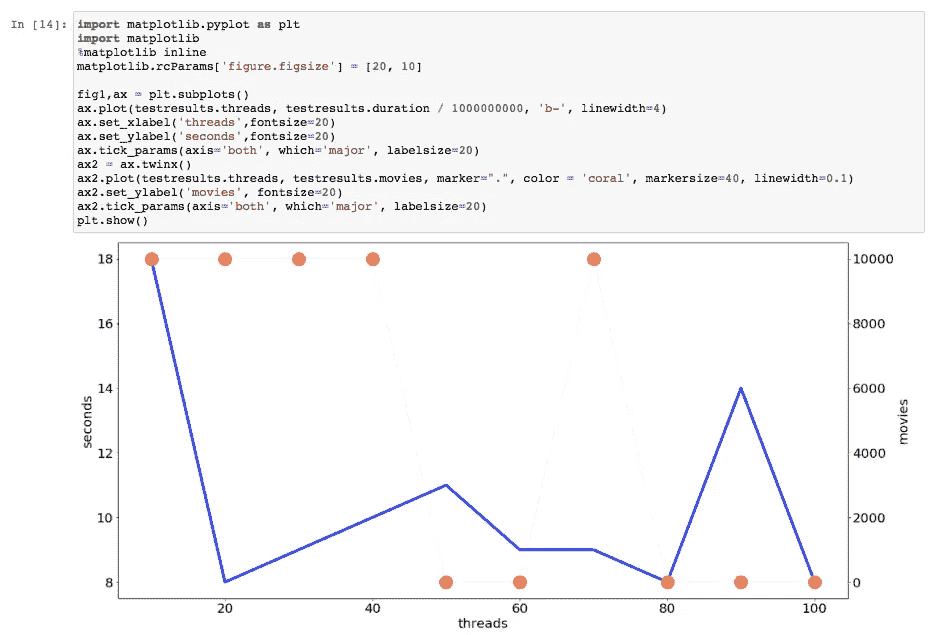 In [14]: import matplotlib.pyplot as plt
import matplotlib
%matplotlib inline
matplotlib.rcParams['figure.figsize'] = [20, 10]
fig1,ax = plt.subplots()
ax.plot(testresults.threads, testresults.duration / 1000000000, 'b-', linewidth=4)
ax.set_xlabel('threads',fontsize=20)
ax.set_ylabel('seconds',fontsize=20)
ax.tick_params(axis='both', which='major', labelsize=20)
ax2 = ax.twinx()
ax2.plot(testresults.threads, testresults.movies, marker=".", color = 'coral', markersize=40, linewidth=0.1)
ax2.set_ylabel('movies', fontsize=20)
ax2.tick_params(axis='both', which='major', labelsize=20)
plt.show()
18
16
14
12
10
8
seconds
10000
8000
6000
4000
2000
0
movies
20 40 60 80 100
threads